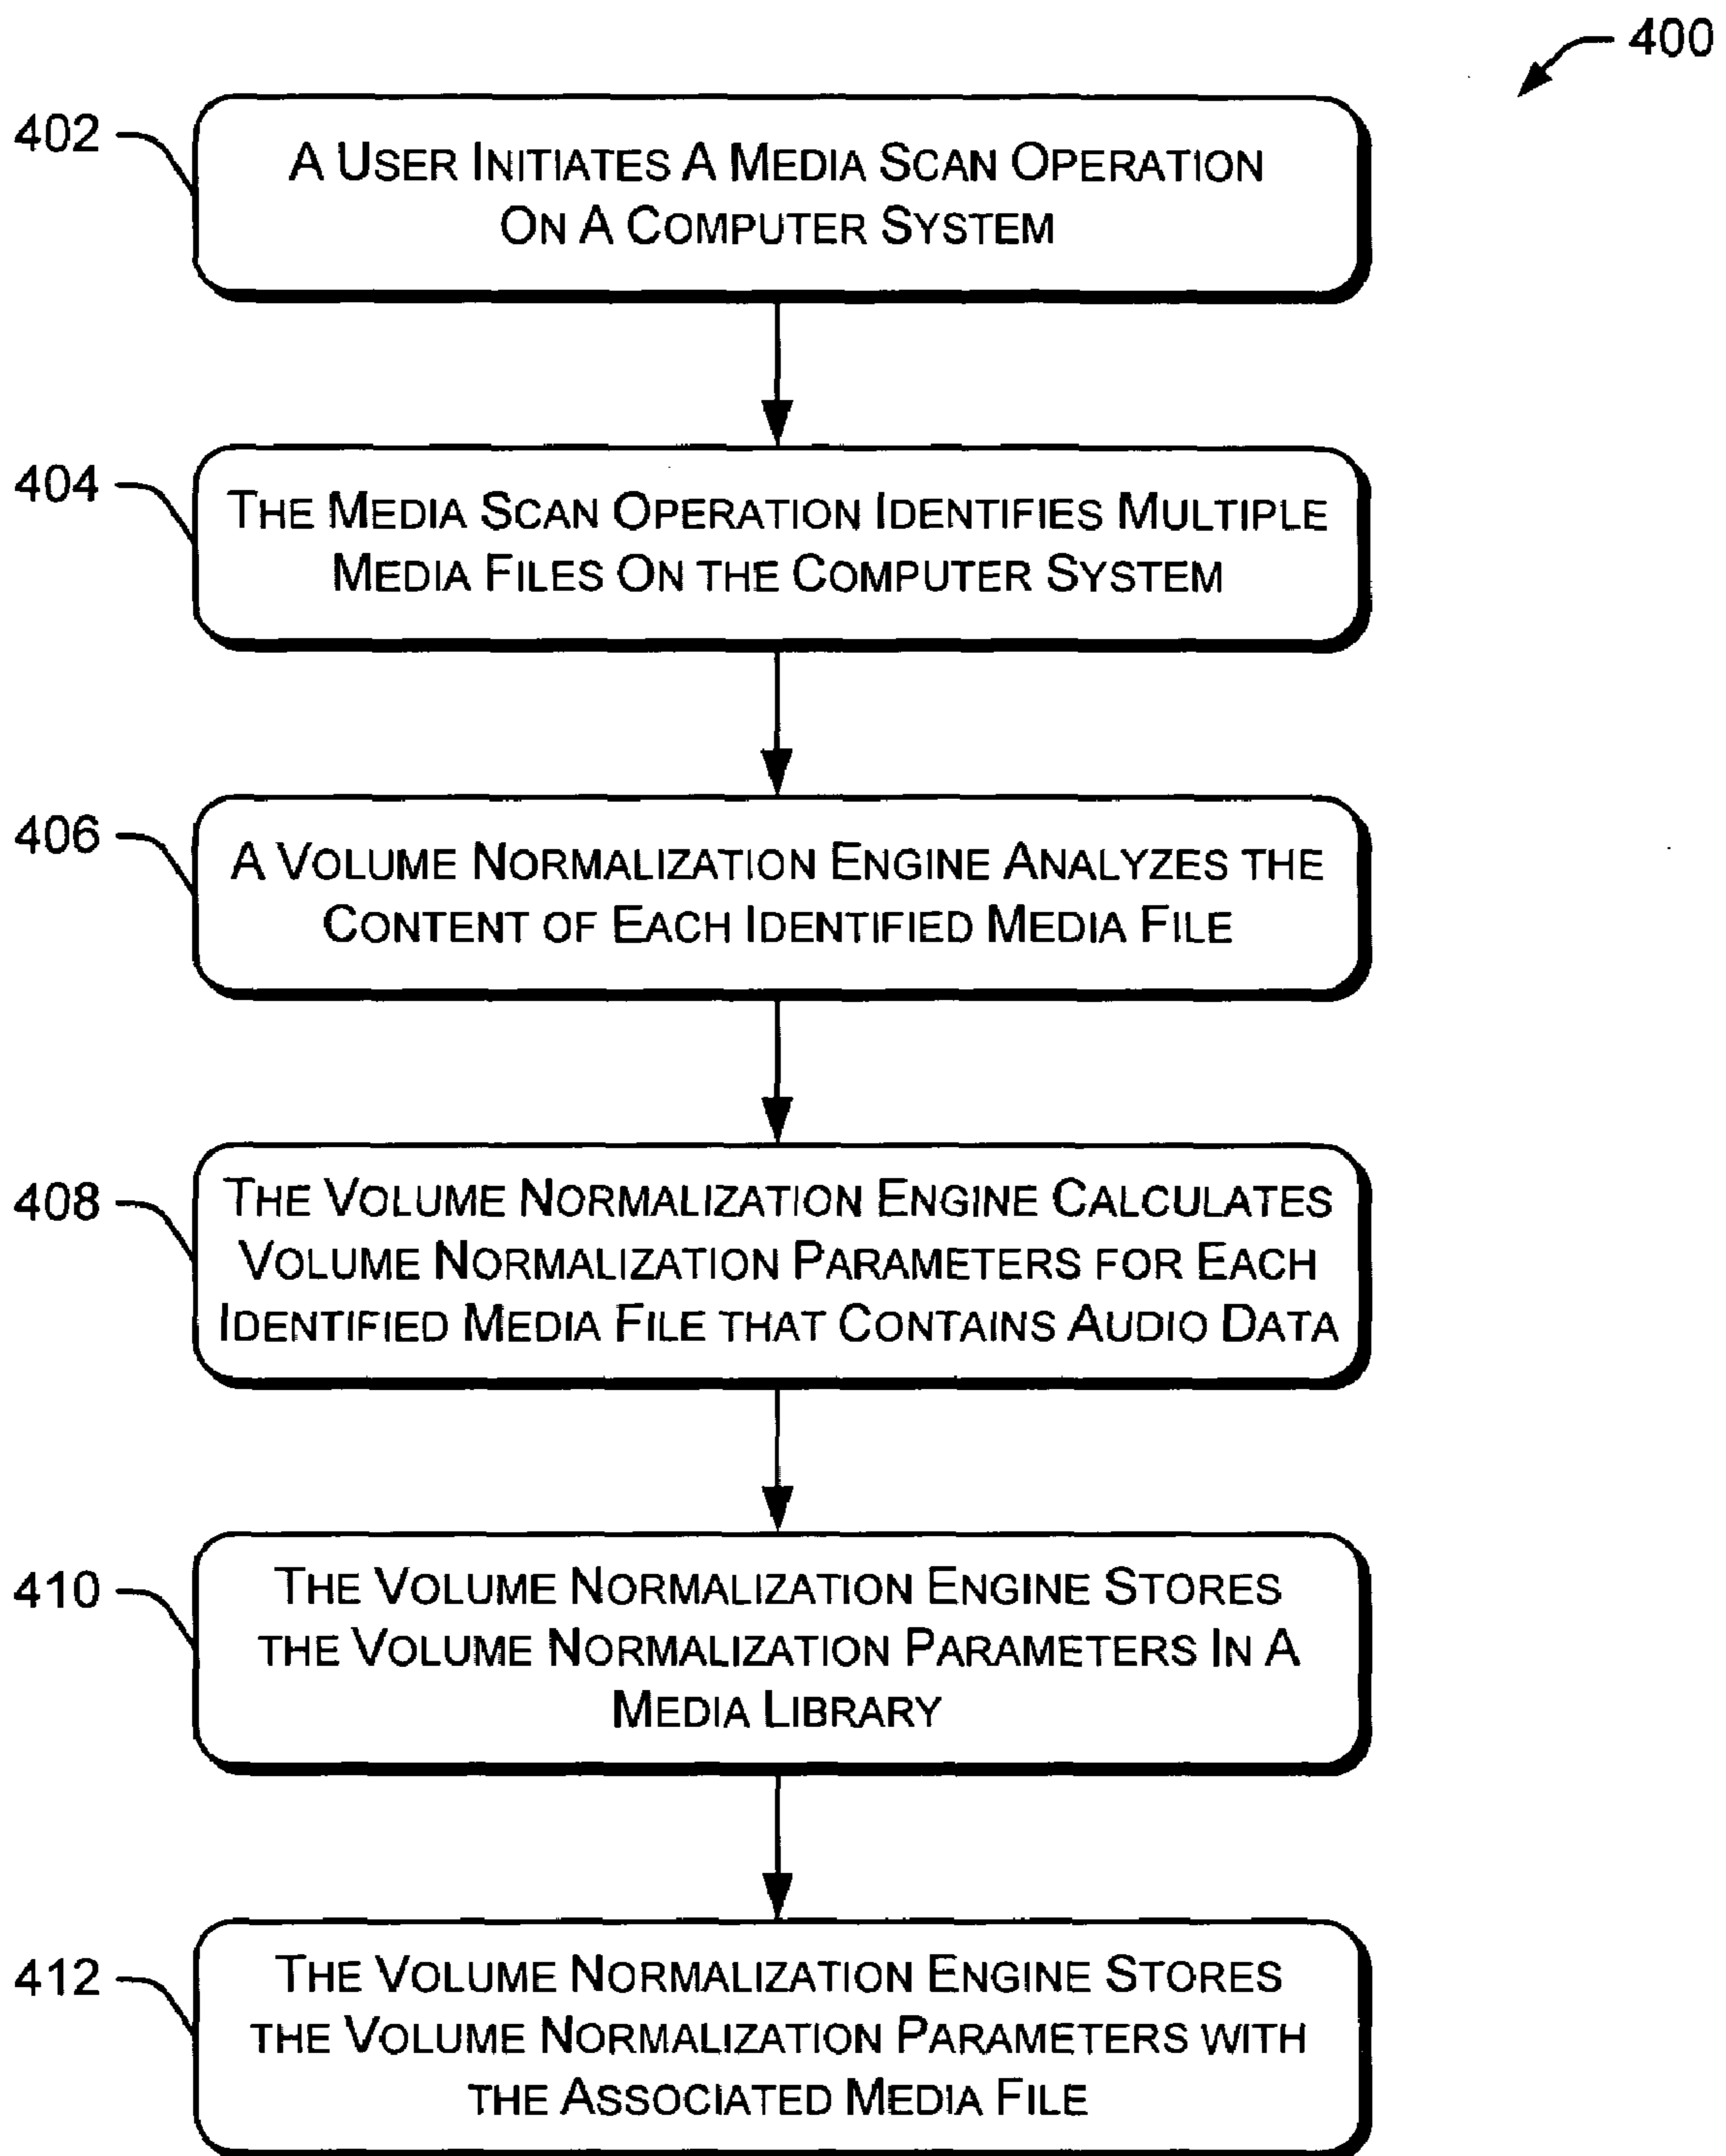 400
402
A USER INITIATES A MEDIA SCAN OPERATION
ON A COMPUTER SYSTEM
404
THE MEDIA SCAN OPERATION IDENTIFIES MULTIPLE
MEDIA FILES ON THE COMPUTER SYSTEM
406
A VOLUME NORMALIZATION ENGINE ANALYZES THE
CONTENT OF EACH IDENTIFIED MEDIA FILE
408
THE VOLUME NORMALIZATION ENGINE CALCULATES
VOLUME NORMALIZATION PARAMETERS FOR EACH
IDENTIFIED MEDIA FILE THAT CONTAINS AUDIO DATA
410
THE VOLUME NORMALIZATION ENGINE STORES
THE VOLUME NORMALIZATION PARAMETERS IN A
MEDIA LIBRARY
412
THE VOLUME NORMALIZATION ENGINE STORES
THE VOLUME NORMALIZATION PARAMETERS WITH
THE ASSOCIATED MEDIA FILE